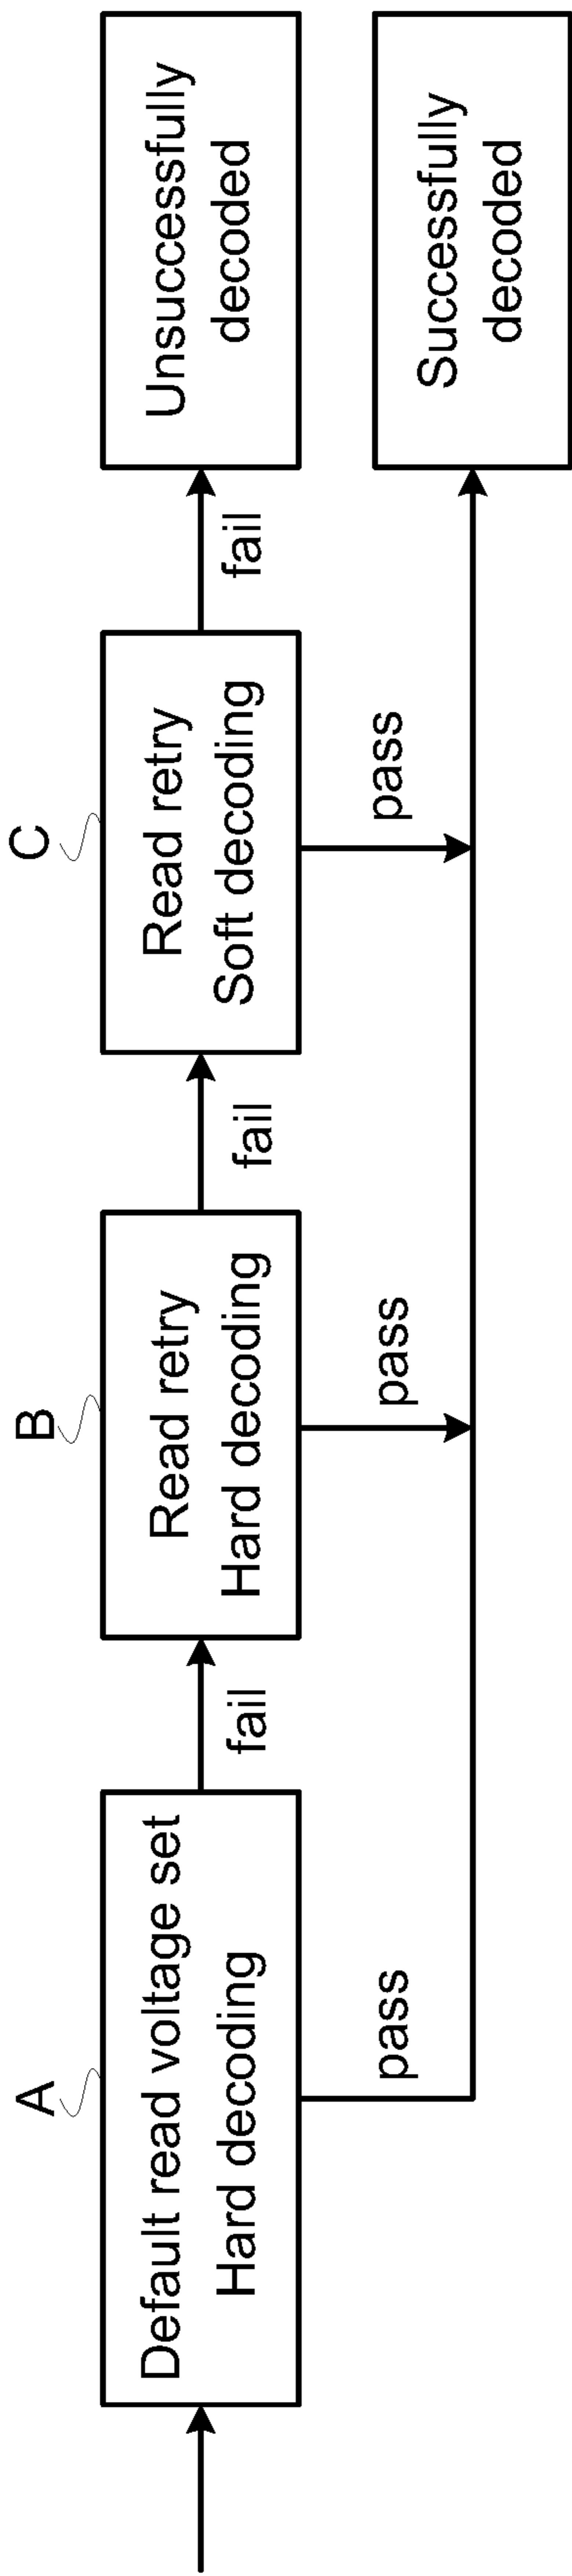 A
Default read voltage set
Hard decoding
fail
pass
B
Read retry
Hard decoding
fail
pass
C
Read retry
Soft decoding
fail
pass
Unsuccessfully
decoded
Successfully
decoded